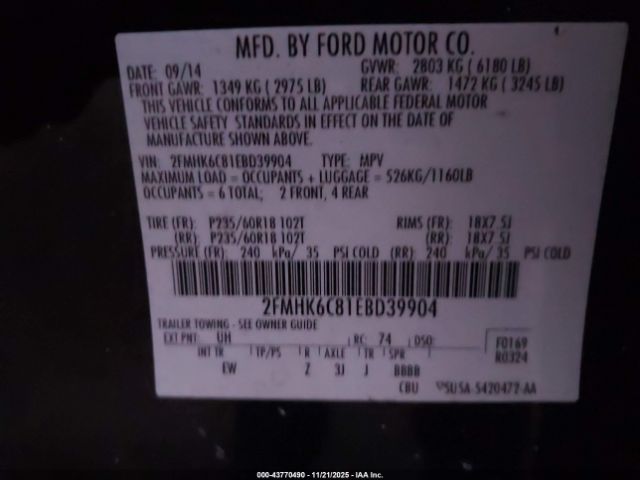 MFD. BY FORD MOTOR CO.
DATE: 09/14 GVWR: 2803 KG ( 6180 LB)
FRONT GAWR: 1349 KG ( 2975 LB) REAR GAWR: 1472 KG ( 3245 LB)
THIS VEHICLE CONFORMS TO ALL APPLICABLE FEDERAL MOTOR
VEHICLE SAFETY STANDARDS IN EFFECT ON THE DATE OF
MANUFACTURE SHOWN ABOVE.
VIN: 2FMHK6C81EBD39904 TYPE: MPV
MAXIMUM LOAD = OCCUPANTS + LUGGAGE = 526KG/1160LB
OCCUPANTS = 6 TOTAL; 2 FRONT, 4 REAR
TIRE (FR): P235/60R18 102T RIMS (FR): 18X7.5J
(RR): P235/60R18 102T (RR): 18X7.5J
PRESSURE (FR): 240 kPa/ 35 PSI COLD (RR): 240 kPa/ 35 PSI COLD
2FMHK6C81EBD39904
TRAILER TOWING - SEE OWNER GUIDE
EXT PNT: UH RC: 74 DSO: F0169
INT TR TP/PS R AXLE TR SPR R0324
EW Z 3J J BBBB
CBU 5U5A-5420472-AA
000-43770490 - 11/21/2025 - IAA Inc.